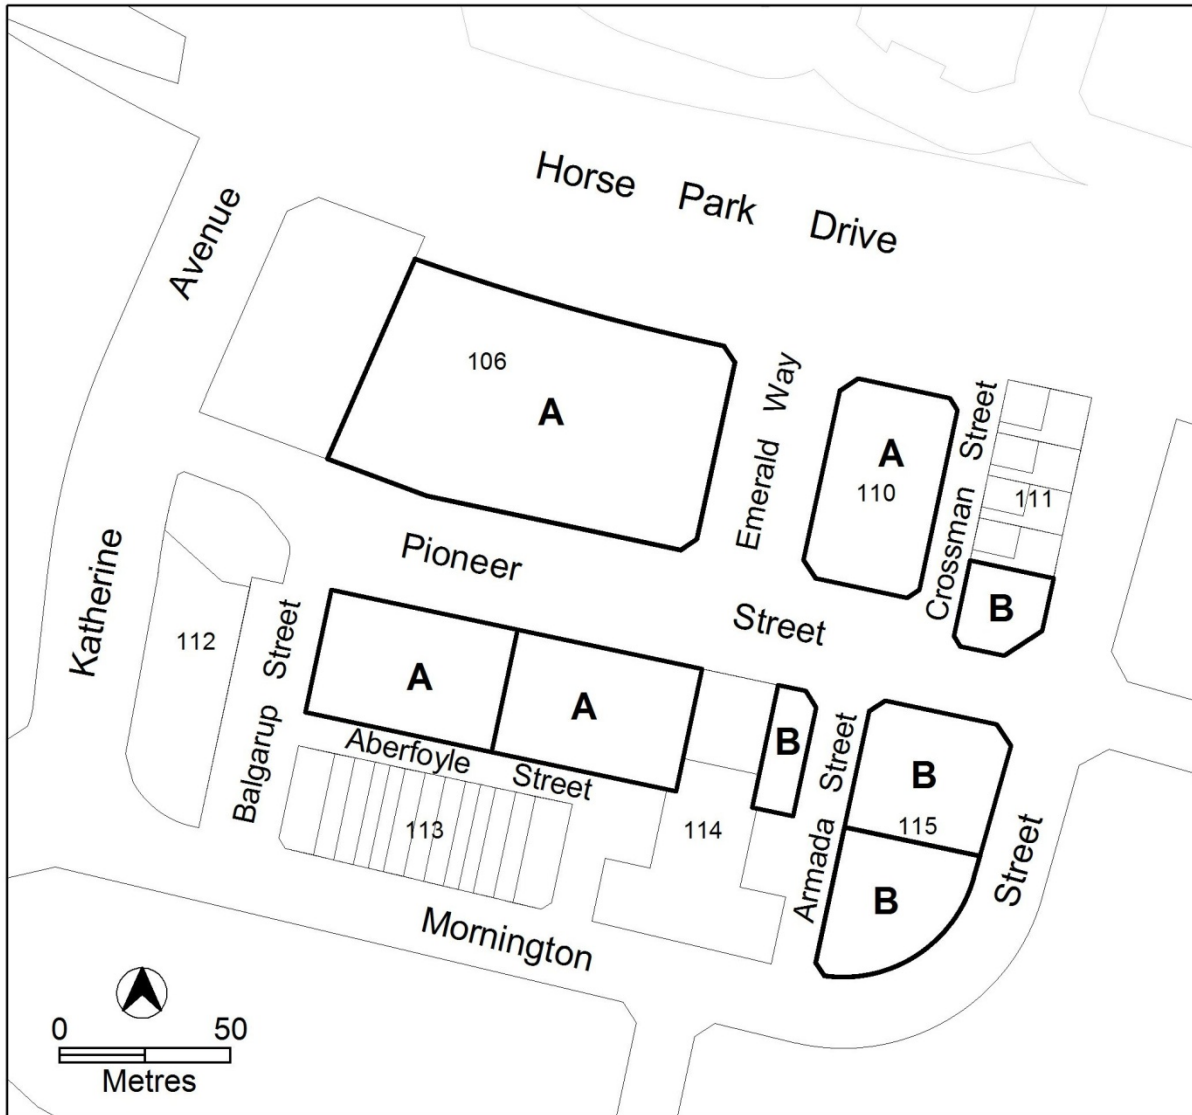 Horse Park Drive
Avenue
106
A
Emerald Way
A
110
Crossman Street
111
B
Pioneer Street
Katherine
112
Balgarup Street
A
A
B
Aberfoyle Street
113
114
Armada Street
B
115
B
Street
Mornington
0 50
Metres